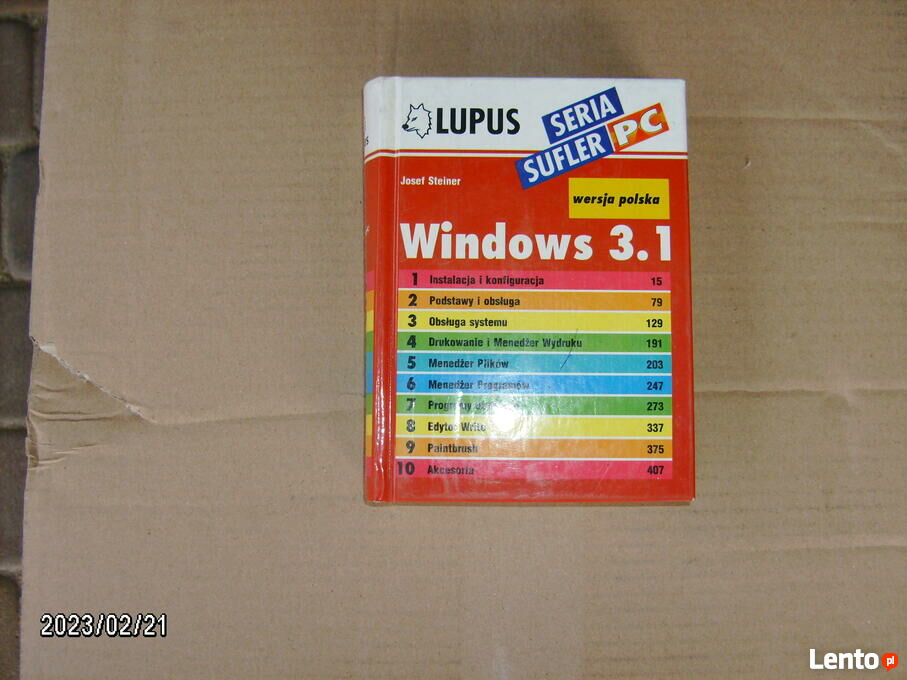 LUPUS
SERIA
SUFLER PC
Josef Steiner
wersja polska
Windows 3.1
1 Instalacja i konfiguracja 15
2 Podstawy i obsługa 79
3 Obsługa systemu 129
4 Drukowanie i Menedżer Wydruku 191
5 Menedżer Plików 203
6 Menedżer Programów 247
7 Programy 273
8 Edytor Write 337
9 Paintbrush 375
10 Akcesoria 407
2023/02/21
Lento.pl